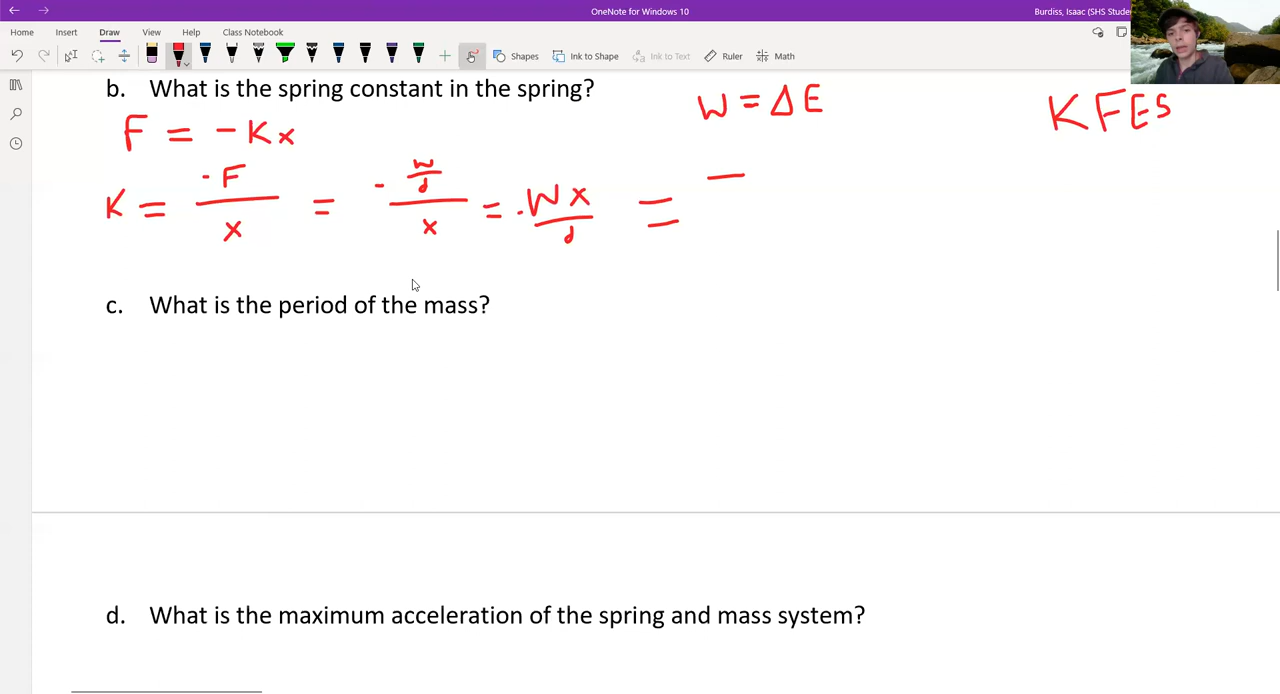 OneNote for Windows 10
Burdiss, Isaac (SHS Stude
Home Insert Draw View Help Class Notebook
Shapes Ink to Shape Ink to Text Ruler Math
b. What is the spring constant in the spring?
W = ΔE
KFES
F = -Kx
K = -F/x = -(W/d)/x = -Wx/d =
c. What is the period of the mass?
d. What is the maximum acceleration of the spring and mass system?